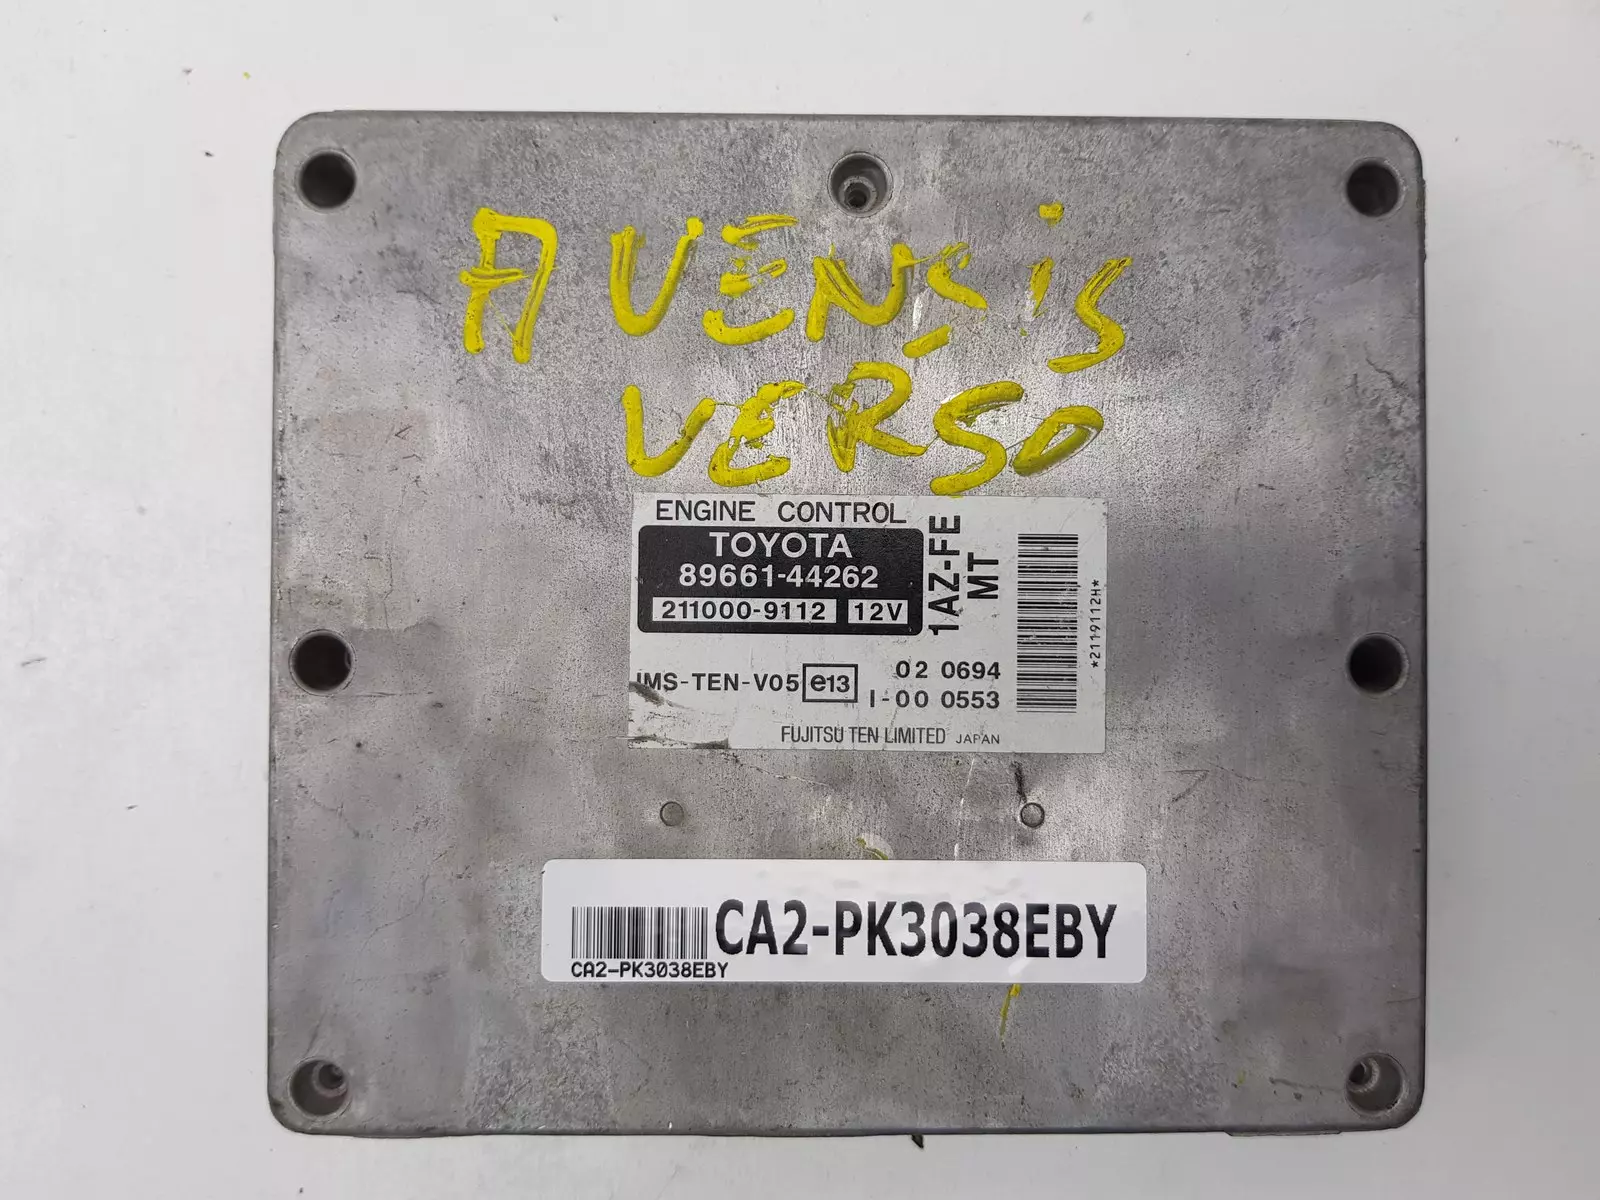 AVENSIS
VERSO
ENGINE CONTROL
TOYOTA
89661-44262
211000-9112 12V
1AZ-FE
MT
*2119112H*
IMS-TEN-V05 e13
02 0694
I-00 0553
FUJITSU TEN LIMITED JAPAN
CA2-PK3038EBY
CA2-PK3038EBY